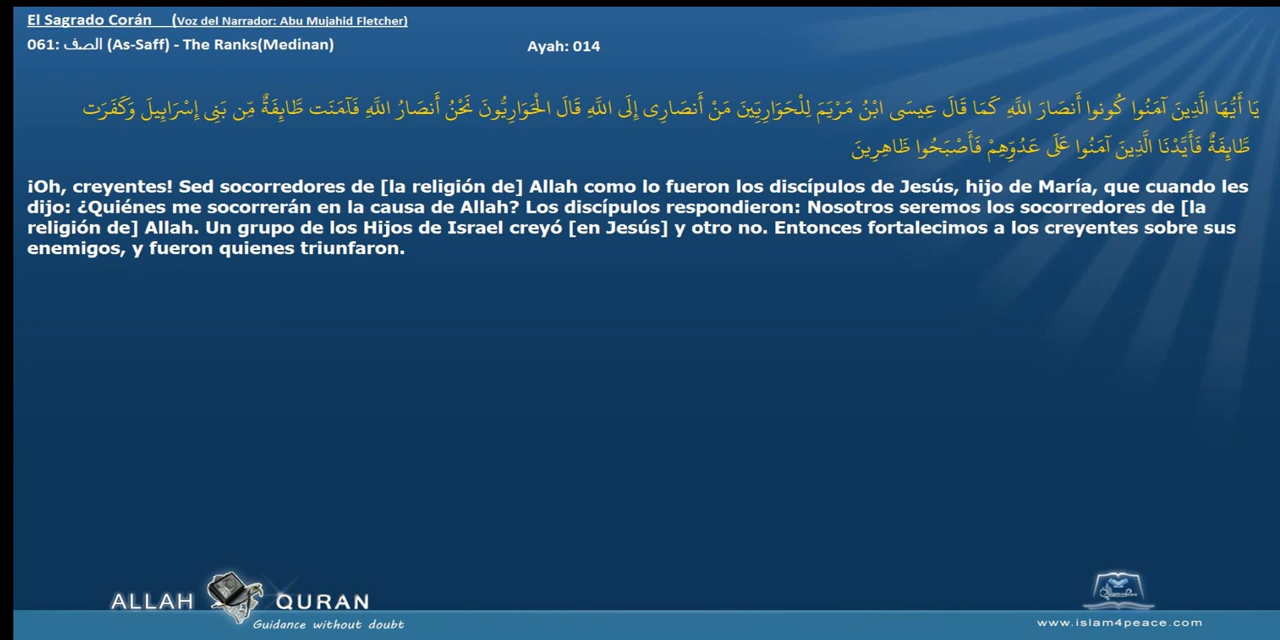 El Sagrado Corán (Voz del Narrador: Abu Mujahid Fletcher)
061: الصف (As-Saff) - The Ranks(Medinan) Ayah: 014
يَا أَيُّهَا الَّذِينَ آمَنُوا كُونوا أَنصَارَ اللَّهِ كَمَا قَالَ عِيسَى ابْنُ مَرْيَمَ لِلْحَوَارِيِّينَ مَنْ أَنصَارِى إِلَى اللَّهِ قَالَ الْحَوَارِيُّونَ نَحْنُ أَنصَارُ اللَّهِ فَآمَنَت طَّايِفَةٌ مِّن بَنِى إِسْرَايِيلَ وَكَفَرَت
طَّايِفَةٌ فَأَيَّدْنَا الَّذِينَ آمَنُوا عَلَى عَدُوِّهِمْ فَأَصْبَحُوا ظَاهِرِينَ
¡Oh, creyentes! Sed socorredores de [la religión de] Allah como lo fueron los discípulos de Jesús, hijo de María, que cuando les
dijo: ¿Quiénes me socorrerán en la causa de Allah? Los discípulos respondieron: Nosotros seremos los socorredores de [la
religión de] Allah. Un grupo de los Hijos de Israel creyó [en Jesús] y otro no. Entonces fortalecimos a los creyentes sobre sus
enemigos, y fueron quienes triunfaron.
ALLAH QURAN
Guidance without doubt
www.islam4peace.com